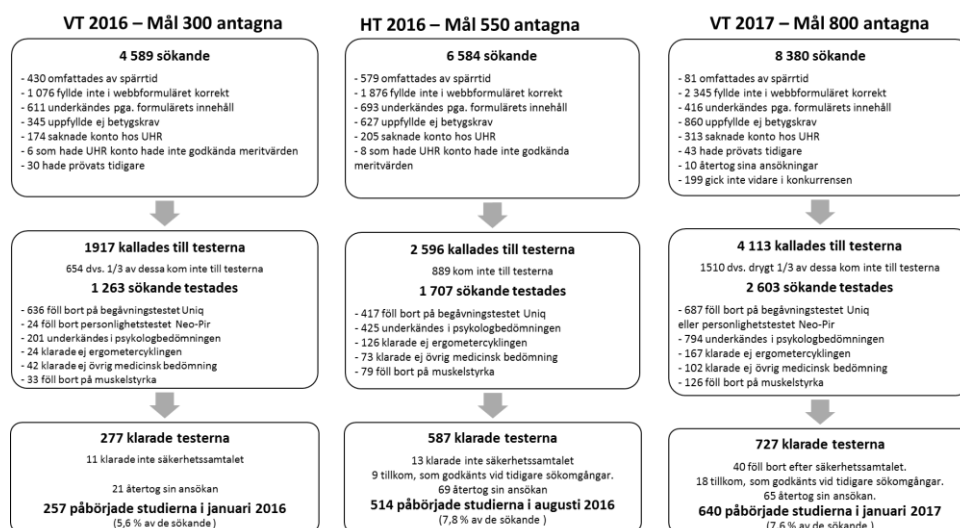 VT 2016 – Mål 300 antagna
4 589 sökande
- 430 omfattades av spärrtid
- 1 076 fyllde inte i webbformuläret korrekt
- 611 underkändes pga. formulärets innehåll
- 345 uppfyllde ej betygskrav
- 174 saknade konto hos UHR
- 6 som hade UHR konto hade inte godkända meritvärden
- 30 hade prövats tidigare
1917 kallades till testerna
654 dvs. 1/3 av dessa kom inte till testerna
1 263 sökande testades
- 636 föll bort på begåvningstestet Uniq
- 24 föll bort personlighetstestet Neo-Pir
- 201 underkändes i psykologbedömningen
- 24 klarade ej ergometercyklingen
- 42 klarade ej övrig medicinsk bedömning
- 33 föll bort på muskelstyrka
277 klarade testerna
11 klarade inte säkerhetssamtalet
21 återtog sin ansökan
257 påbörjade studierna i januari 2016
(5,6 % av de sökande )
HT 2016 – Mål 550 antagna
6 584 sökande
- 579 omfattades av spärrtid
- 1 876 fyllde inte i webbformuläret korrekt
- 693 underkändes pga. formulärets innehåll
- 627 uppfyllde ej betygskrav
- 205 saknade konto hos UHR
- 8 som hade UHR konto hade inte godkända
meritvärden
2 596 kallades till testerna
889 kom inte till testerna
1 707 sökande testades
- 417 föll bort på begåvningstestet Uniq
- 425 underkändes i psykologbedömningen
- 126 klarade ej ergometercyklingen
- 73 klarade ej övrig medicinsk bedömning
- 79 föll bort på muskelstyrka
587 klarade testerna
13 klarade inte säkerhetssamtalet
9 tillkom, som godkänts vid tidigare sökomgångar.
69 återtog sin ansökan
514 påbörjade studierna i augusti 2016
(7,8 % av de sökande )
VT 2017 – Mål 800 antagna
8 380 sökande
- 81 omfattades av spärrtid
- 2 345 fyllde inte i webbformuläret korrekt
- 416 underkändes pga. formulärets innehåll
- 860 uppfyllde ej betygskrav
- 313 saknade konto hos UHR
- 43 hade prövats tidigare
- 10 återtog sina ansökningar
- 199 gick inte vidare i konkurrensen
4 113 kallades till testerna
1510 dvs. drygt 1/3 av dessa kom inte till testerna
2 603 sökande testades
- 687 föll bort på begåvningstestet Uniq
eller personlighetstestet Neo-Pir
- 794 underkändes i psykologbedömningen
- 167 klarade ej ergometercyklingen
- 102 klarade ej övrig medicinsk bedömning
- 126 föll bort på muskelstyrka
727 klarade testerna
40 föll bort efter säkerhetssamtalet.
18 tillkom, som godkänts vid tidigare sökomgångar.
65 återtog sin ansökan.
640 påbörjade studierna i januari 2017
(7,6 % av de sökande )